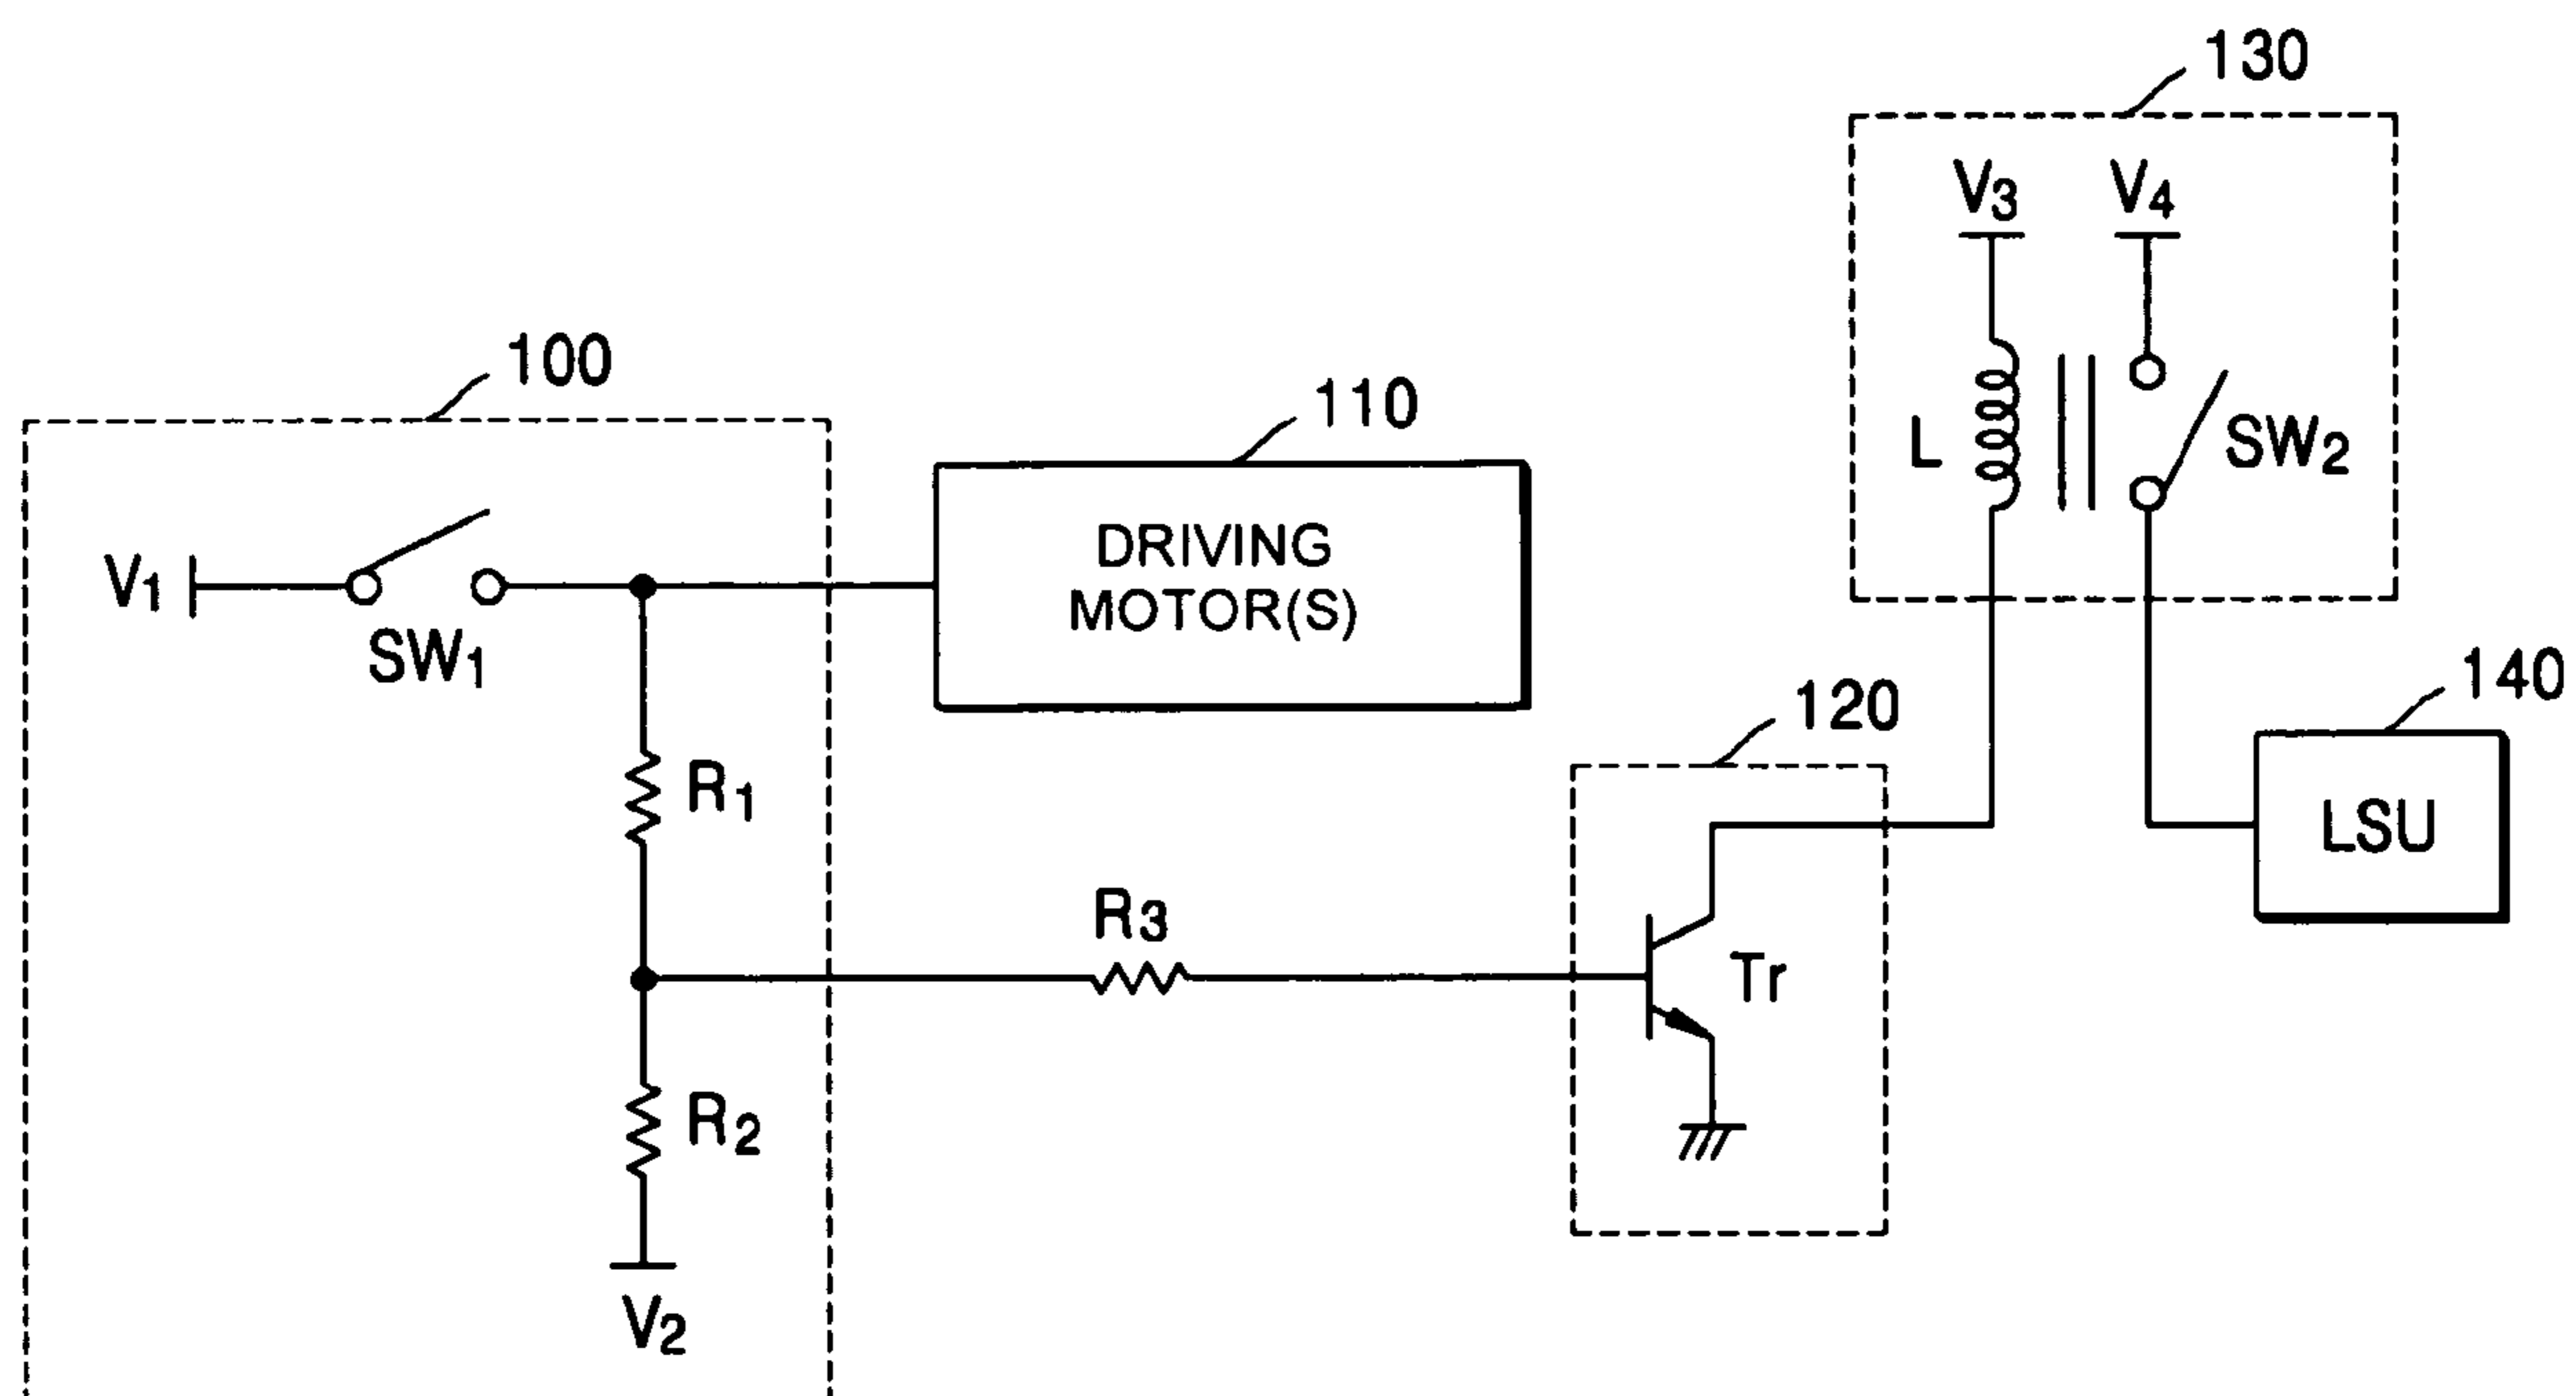 130
V3 V4
100
110
L SW2
DRIVING
MOTOR(S)
V1
SW1
140
120
R1
LSU
R3
Tr
R2
V2